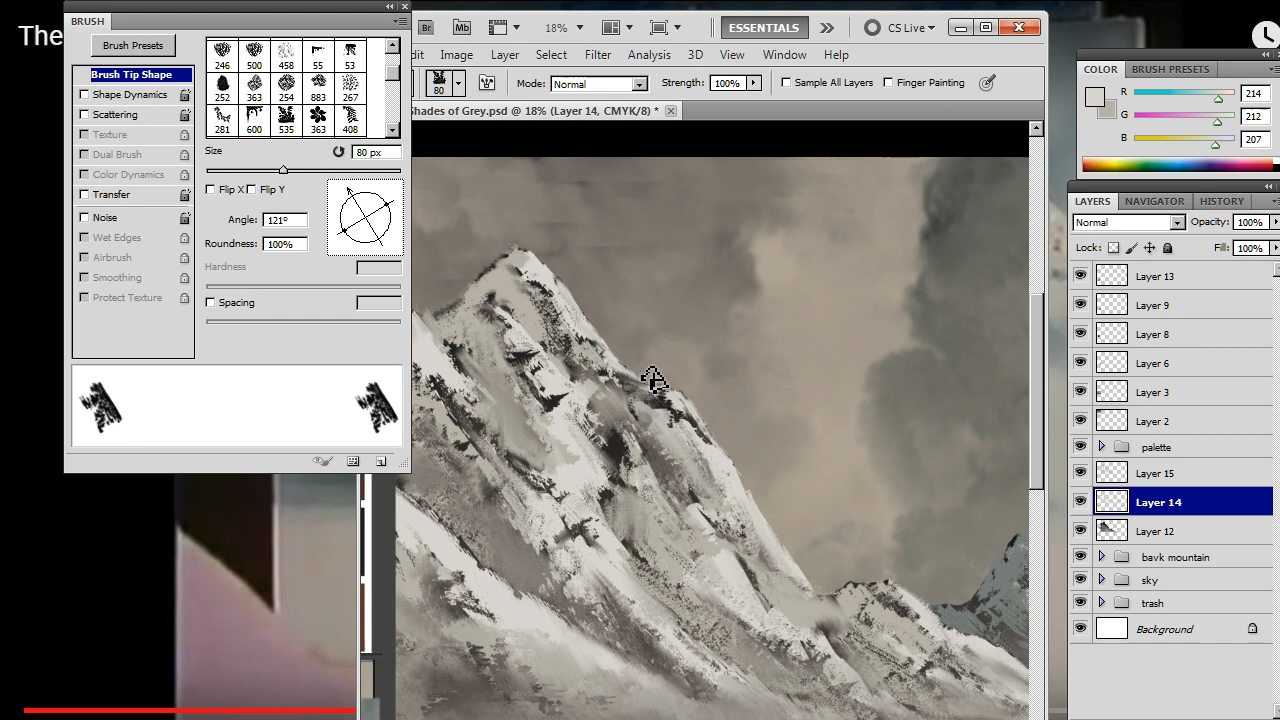 The
BRUSH
Brush Presets
Brush Tip Shape
Shape Dynamics
Scattering
Texture
Dual Brush
Color Dynamics
Transfer
Noise
Wet Edges
Airbrush
Smoothing
Protect Texture
246 500 458 55 53
252 363 254 883 267
281 600 535 363 408
Size 80 px
Flip X Flip Y
Angle: 121º
Roundness: 100%
Hardness
Spacing
Br Mb 18% ESSENTIALS CS Live
dit Image Layer Select Filter Analysis 3D View Window Help
80 Mode: Normal Strength: 100% Sample All Layers Finger Painting
Shades of Grey.psd @ 18% (Layer 14, CMYK/8) *
COLOR BRUSH PRESETS
R 214
G 212
B 207
LAYERS NAVIGATOR HISTORY
Normal Opacity: 100%
Lock: Fill: 100%
Layer 13
Layer 9
Layer 8
Layer 6
Layer 3
Layer 2
palette
Layer 15
Layer 14
Layer 12
bavk mountain
sky
trash
Background